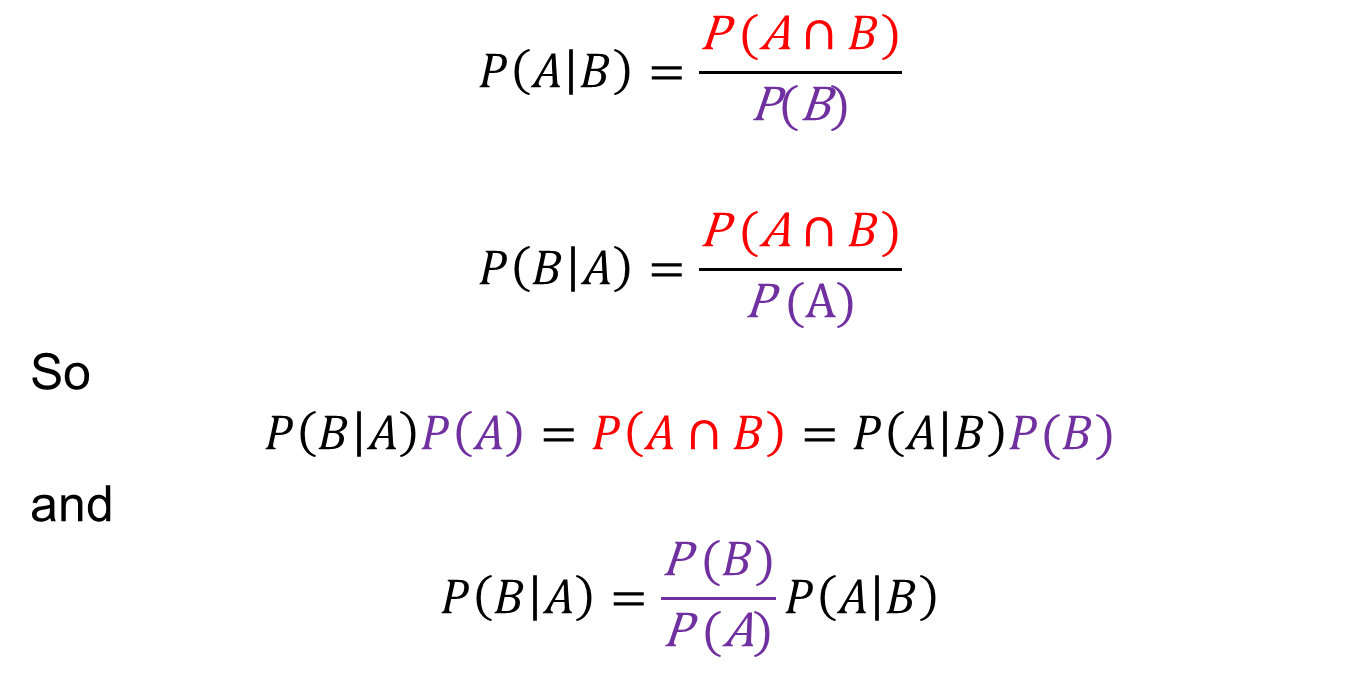 P(A|B) = P(A ∩ B) / P(B)
P(B|A) = P(A ∩ B) / P(A)
So
P(B|A)P(A) = P(A ∩ B) = P(A|B)P(B)
and
P(B|A) = P(B) / P(A) P(A|B)